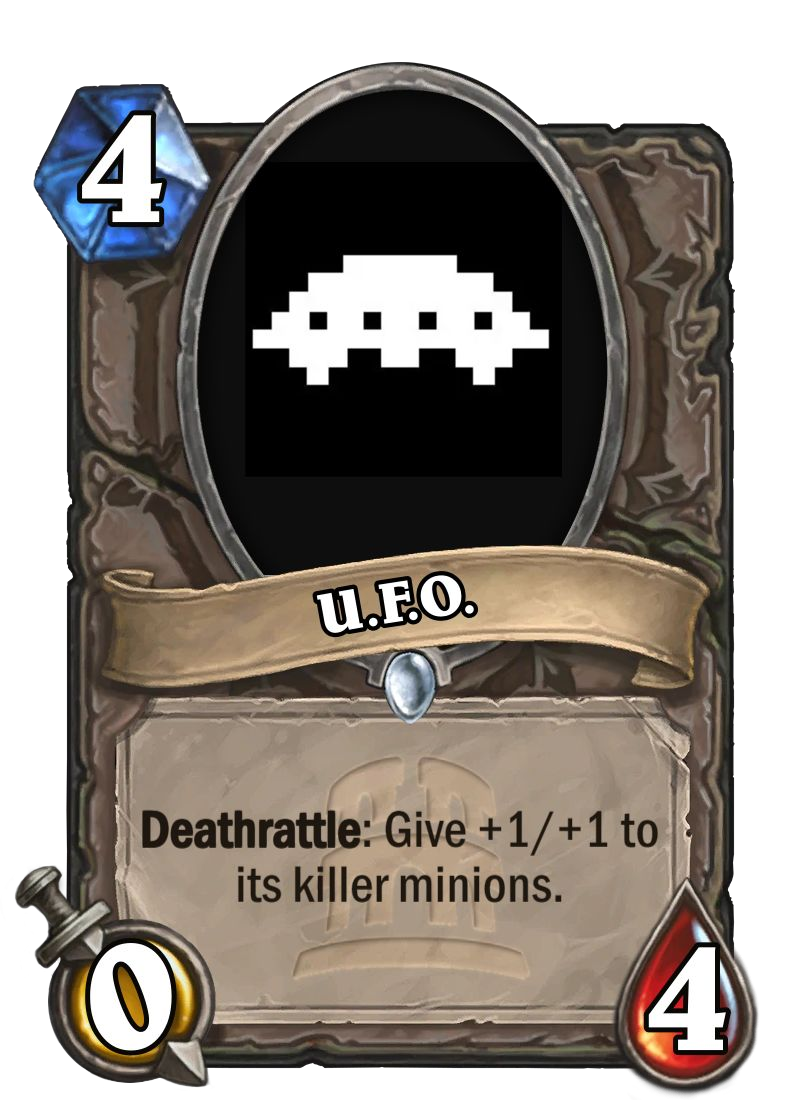 4
U.F.O.
Deathrattle: Give +1/+1 to
its killer minions.
0
4